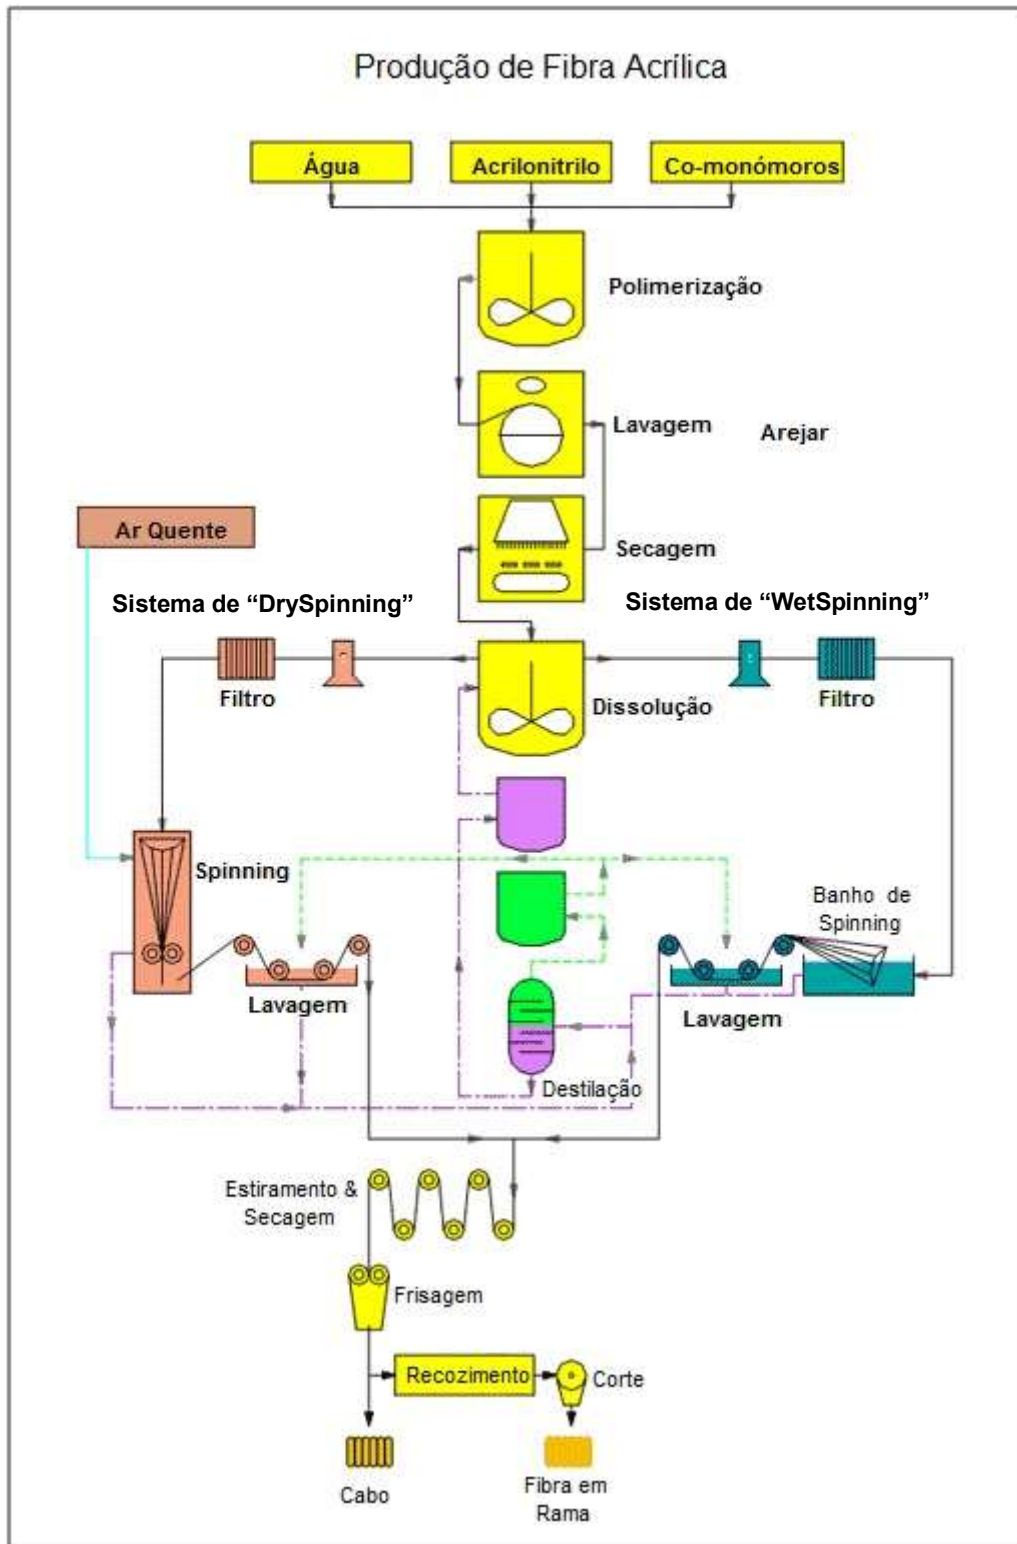 Produção de Fibra Acrílica
Água
Acrilonitrilo
Co-monómoros
Polimerização
Lavagem
Arejar
Ar Quente
Secagem
Sistema de “DrySpinning”
Sistema de “WetSpinning”
Filtro
Dissolução
Filtro
Spinning
Banho de
Spinning
Lavagem
Lavagem
Destilação
Estiramento &
Secagem
Frisagem
Recozimento
Corte
Cabo
Fibra em
Rama